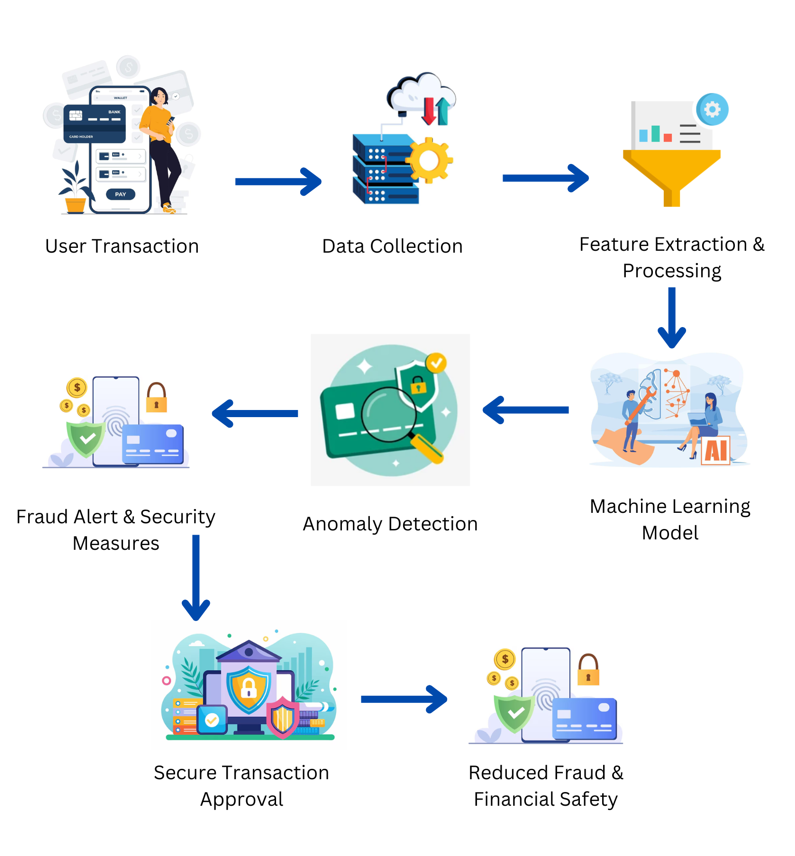 WALLET
BANK
CARD HOLDER
PAY
User Transaction
Data Collection
Feature Extraction &
Processing
AI
Fraud Alert & Security
Measures
Anomaly Detection
Machine Learning
Model
Secure Transaction
Approval
Reduced Fraud &
Financial Safety